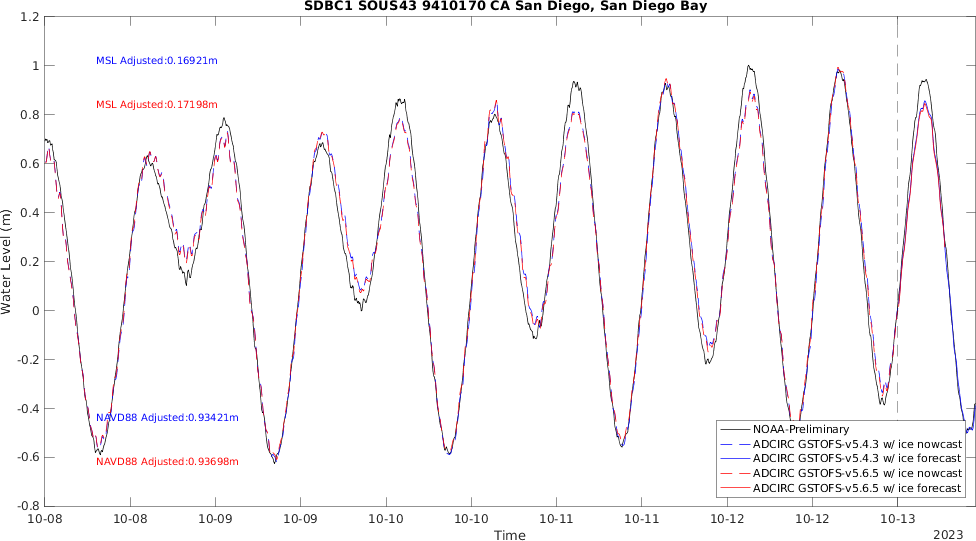 SDBC1 SOUS43 9410170 CA San Diego, San Diego Bay
1.2
1
0.8
0.6
0.4
0.2
0
-0.2
-0.4
-0.6
-0.8
Water Level (m)
MSL Adjusted:0.16921m
MSL Adjusted:0.17198m
NAVD88 Adjusted:0.93421m
NAVD88 Adjusted:0.93698m
NOAA-Preliminary
ADCIRC GSTOFS-v5.4.3 w/ ice nowcast
ADCIRC GSTOFS-v5.4.3 w/ ice forecast
ADCIRC GSTOFS-v5.6.5 w/ ice nowcast
ADCIRC GSTOFS-v5.6.5 w/ ice forecast
10-08 10-08 10-09 10-09 10-10 10-10 10-11 10-11 10-12 10-12 10-13
Time
2023